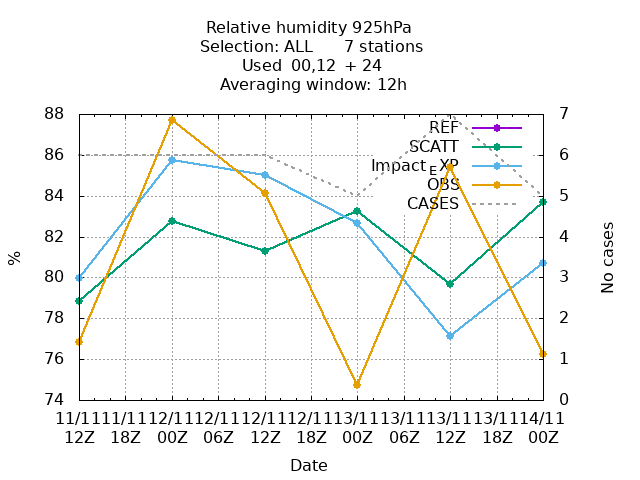 Relative humidity 925hPa
Selection: ALL 7 stations
Used 00,12 + 24
Averaging window: 12h
88 7
REF
SCATT
86 6
Impact_EXP
OBS
84 5
CASES
82 4
% No cases
80 3
78 2
76 1
74 0
11/11 11/11 12/11 12/11 12/11 12/11 13/11 13/11 13/11 13/11 14/11
12Z 18Z 00Z 06Z 12Z 18Z 00Z 06Z 12Z 18Z 00Z
Date